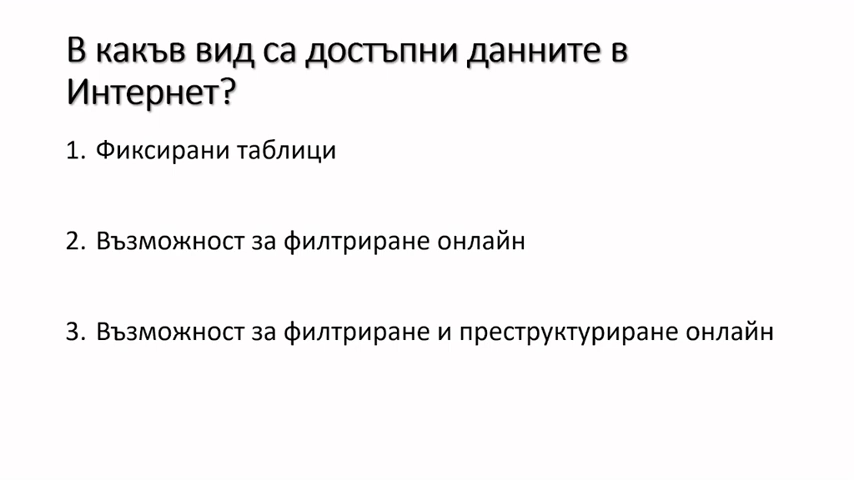 В какъв вид са достъпни данните в
Интернет?
1. Фиксирани таблици
2. Възможност за филтриране онлайн
3. Възможност за филтриране и преструктуриране онлайн